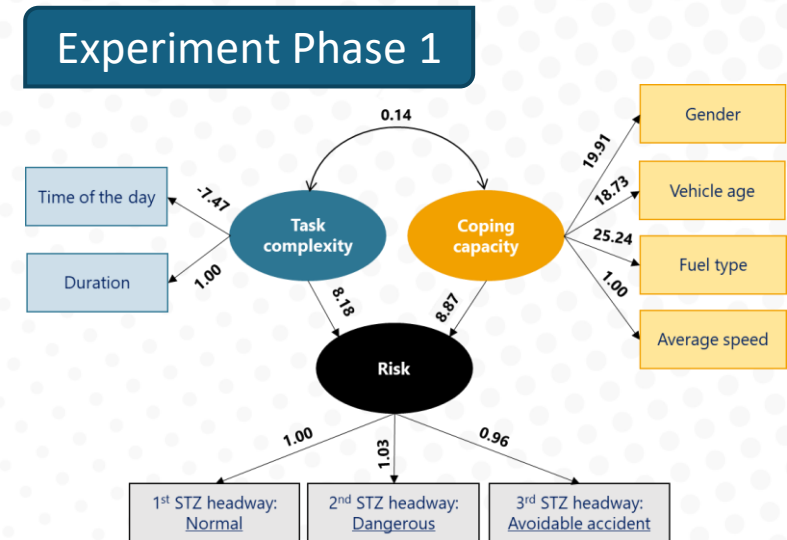 Experiment Phase 1
0.14
Gender
19.91
Time of the day
-7.47
Task
complexity
Coping
capacity
18.73
Vehicle age
25.24
Fuel type
Duration
1.00
1.00
8.18
8.87
Average speed
Risk
1.00
1.03
0.96
1st STZ headway:
Normal
2nd STZ headway:
Dangerous
3rd STZ headway:
Avoidable accident